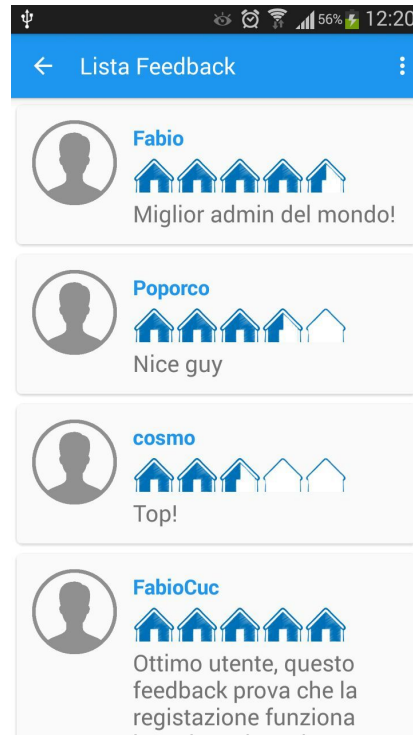 56% 12:20
Lista Feedback
Fabio
Miglior admin del mondo!
Poporco
Nice guy
cosmo
Top!
FabioCuc
Ottimo utente, questo
feedback prova che la
registazione funziona